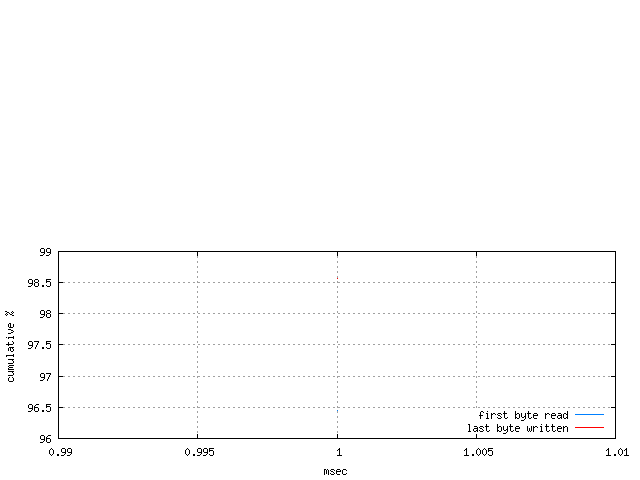 99
98.5
98
97.5
97
96.5
96
cumulative %
first byte read
last byte written
0.99 0.995 1 1.005 1.01
msec